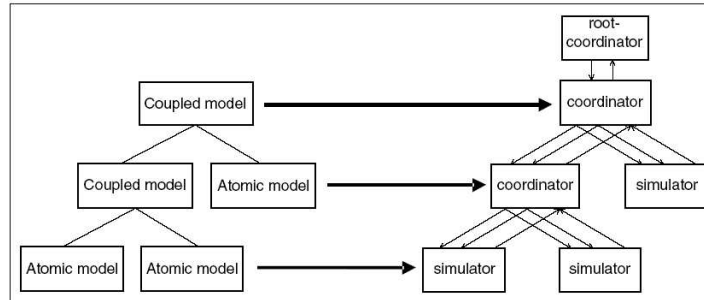 root-
coordinator
Coupled model
coordinator
Coupled model
Atomic model
coordinator
simulator
Atomic model
Atomic model
simulator
simulator